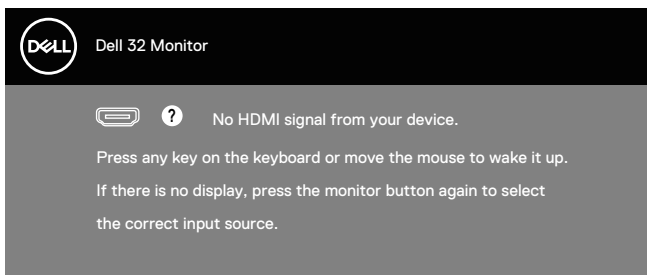 DELL
Dell 32 Monitor
? No HDMI signal from your device.
Press any key on the keyboard or move the mouse to wake it up.
If there is no display, press the monitor button again to select
the correct input source.